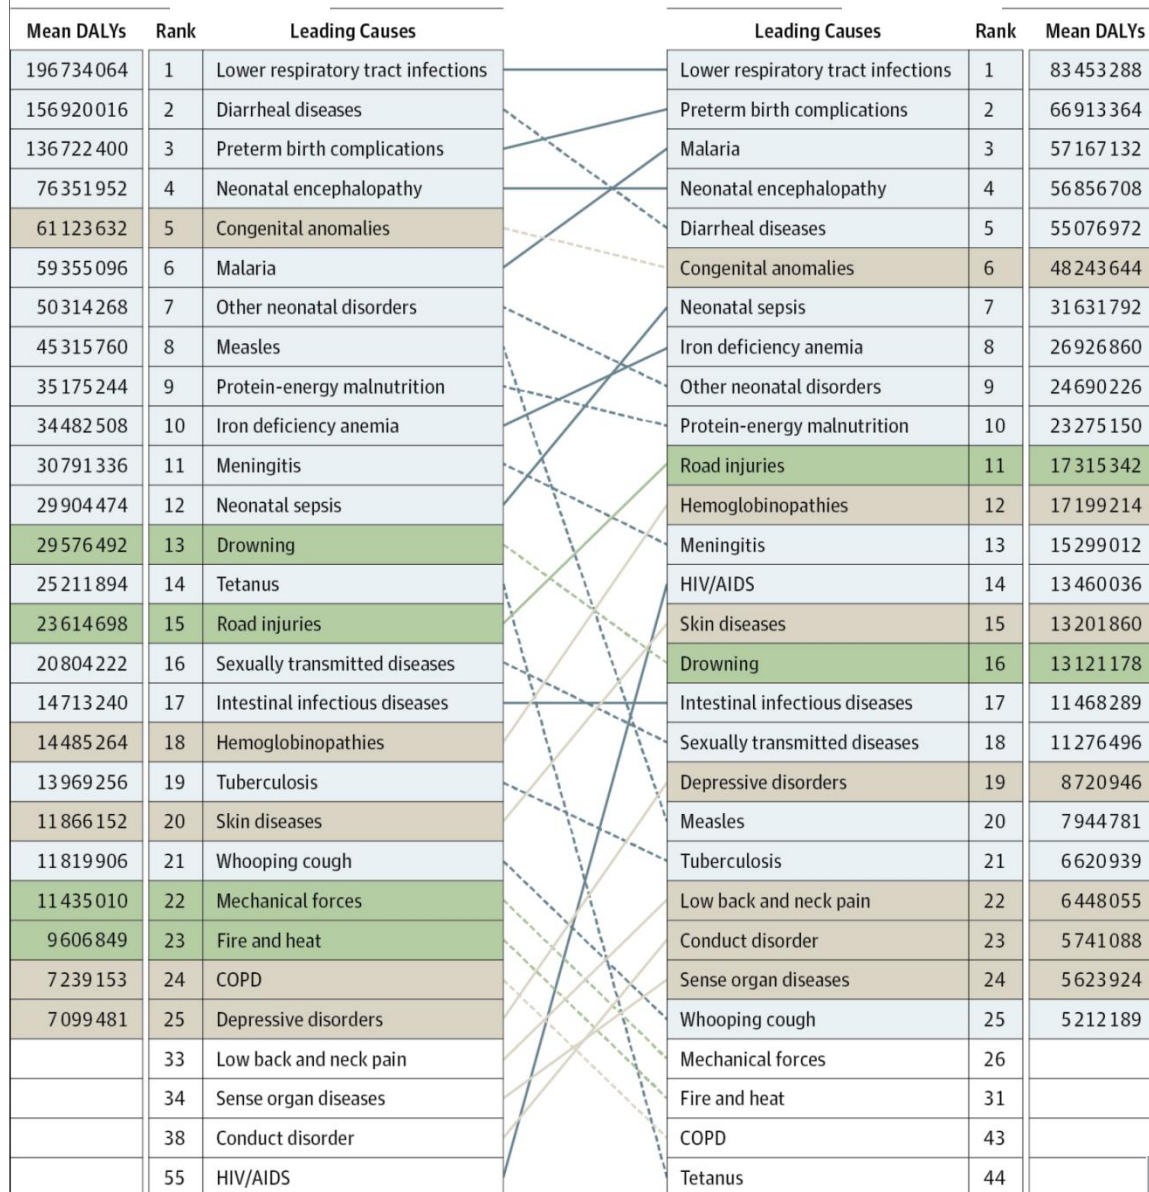 Mean DALYs Rank Leading Causes Leading Causes Rank Mean DALYs
196734064 1 Lower respiratory tract infections Lower respiratory tract infections 1 83453288
156920016 2 Diarrheal diseases Preterm birth complications 2 66913364
136722400 3 Preterm birth complications Malaria 3 57167132
76351952 4 Neonatal encephalopathy Neonatal encephalopathy 4 56856708
61123632 5 Congenital anomalies Diarrheal diseases 5 55076972
59355096 6 Malaria Congenital anomalies 6 48243644
50314268 7 Other neonatal disorders Neonatal sepsis 7 31631792
45315760 8 Measles Iron deficiency anemia 8 26926860
35175244 9 Protein-energy malnutrition Other neonatal disorders 9 24690226
34482508 10 Iron deficiency anemia Protein-energy malnutrition 10 23275150
30791336 11 Meningitis Road injuries 11 17315342
29904474 12 Neonatal sepsis Hemoglobinopathies 12 17199214
29576492 13 Drowning Meningitis 13 15299012
25211894 14 Tetanus HIV/AIDS 14 13460036
23614698 15 Road injuries Skin diseases 15 13201860
20804222 16 Sexually transmitted diseases Drowning 16 13121178
14713240 17 Intestinal infectious diseases Intestinal infectious diseases 17 11468289
14485264 18 Hemoglobinopathies Sexually transmitted diseases 18 11276496
13969256 19 Tuberculosis Depressive disorders 19 8720946
11866152 20 Skin diseases Measles 20 7944781
11819906 21 Whooping cough Tuberculosis 21 6620939
11435010 22 Mechanical forces Low back and neck pain 22 6448055
9606849 23 Fire and heat Conduct disorder 23 5741088
7239153 24 COPD Sense organ diseases 24 5623924
7099481 25 Depressive disorders Whooping cough 25 5212189
33 Low back and neck pain Mechanical forces 26
34 Sense organ diseases Fire and heat 31
38 Conduct disorder COPD 43
55 HIV/AIDS Tetanus 44